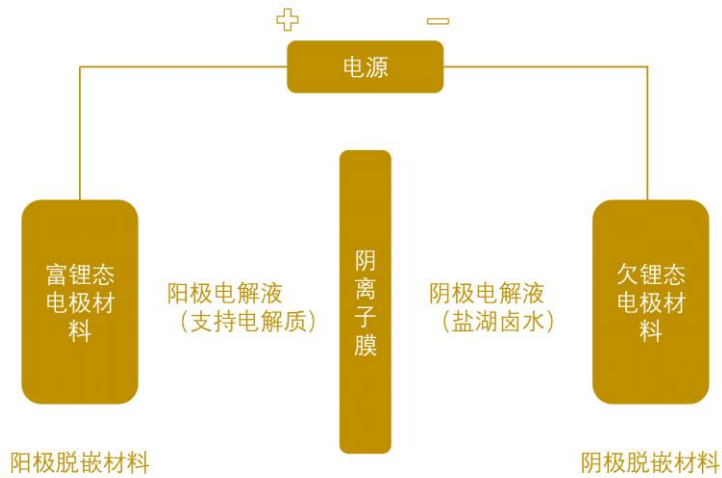 电源
富锂态
电极材
料
阳极电解液
（支持电解质）
阴
离
子
膜
阴极电解液
（盐湖卤水）
欠锂态
电极材
料
阳极脱嵌材料
阴极脱嵌材料